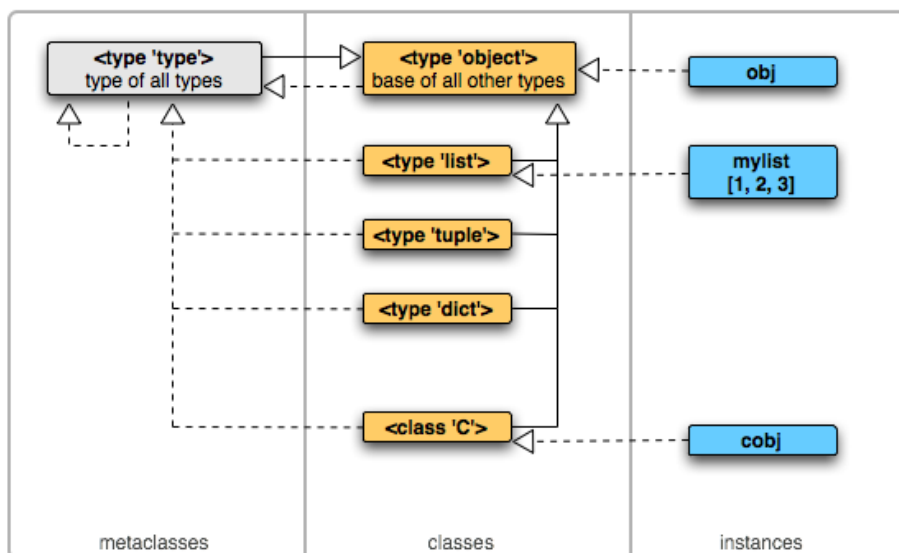 <type 'type'>
type of all types
<type 'object'>
base of all other types
obj
<type 'list'>
mylist
[1, 2, 3]
<type 'tuple'>
<type 'dict'>
<class 'C'>
cobj
metaclasses
classes
instances